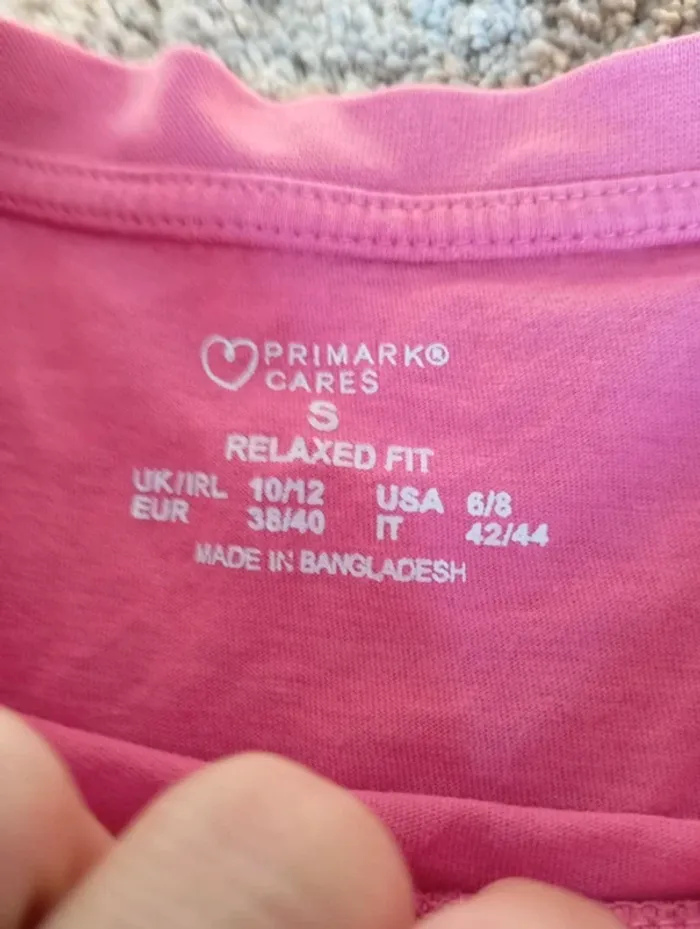 PRIMARK®
CARES
S
RELAXED FIT
UK/IRL 10/12 USA 6/8
EUR 38/40 IT 42/44
MADE IN BANGLADESH